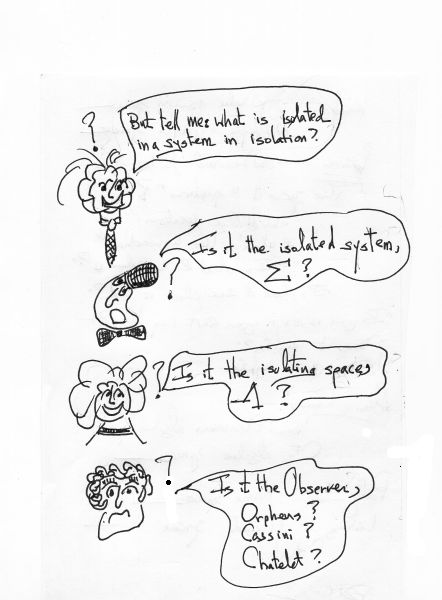 ?
But tell me: what is isolated
in a system in isolation?
Is it the isolated system,
Σ ?
?
Is it the isolating space,
Λ ?
?
?
Is it the Observer,
Orpheus ?
Cassini ?
Chatelet ?